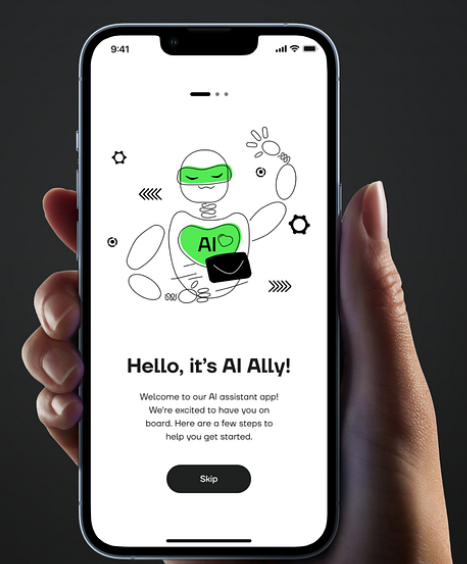 9:41
AI
Hello, it's AI Ally!
Welcome to our AI assistant app!
We're excited to have you on
board. Here are a few steps to
help you get started.
Skip